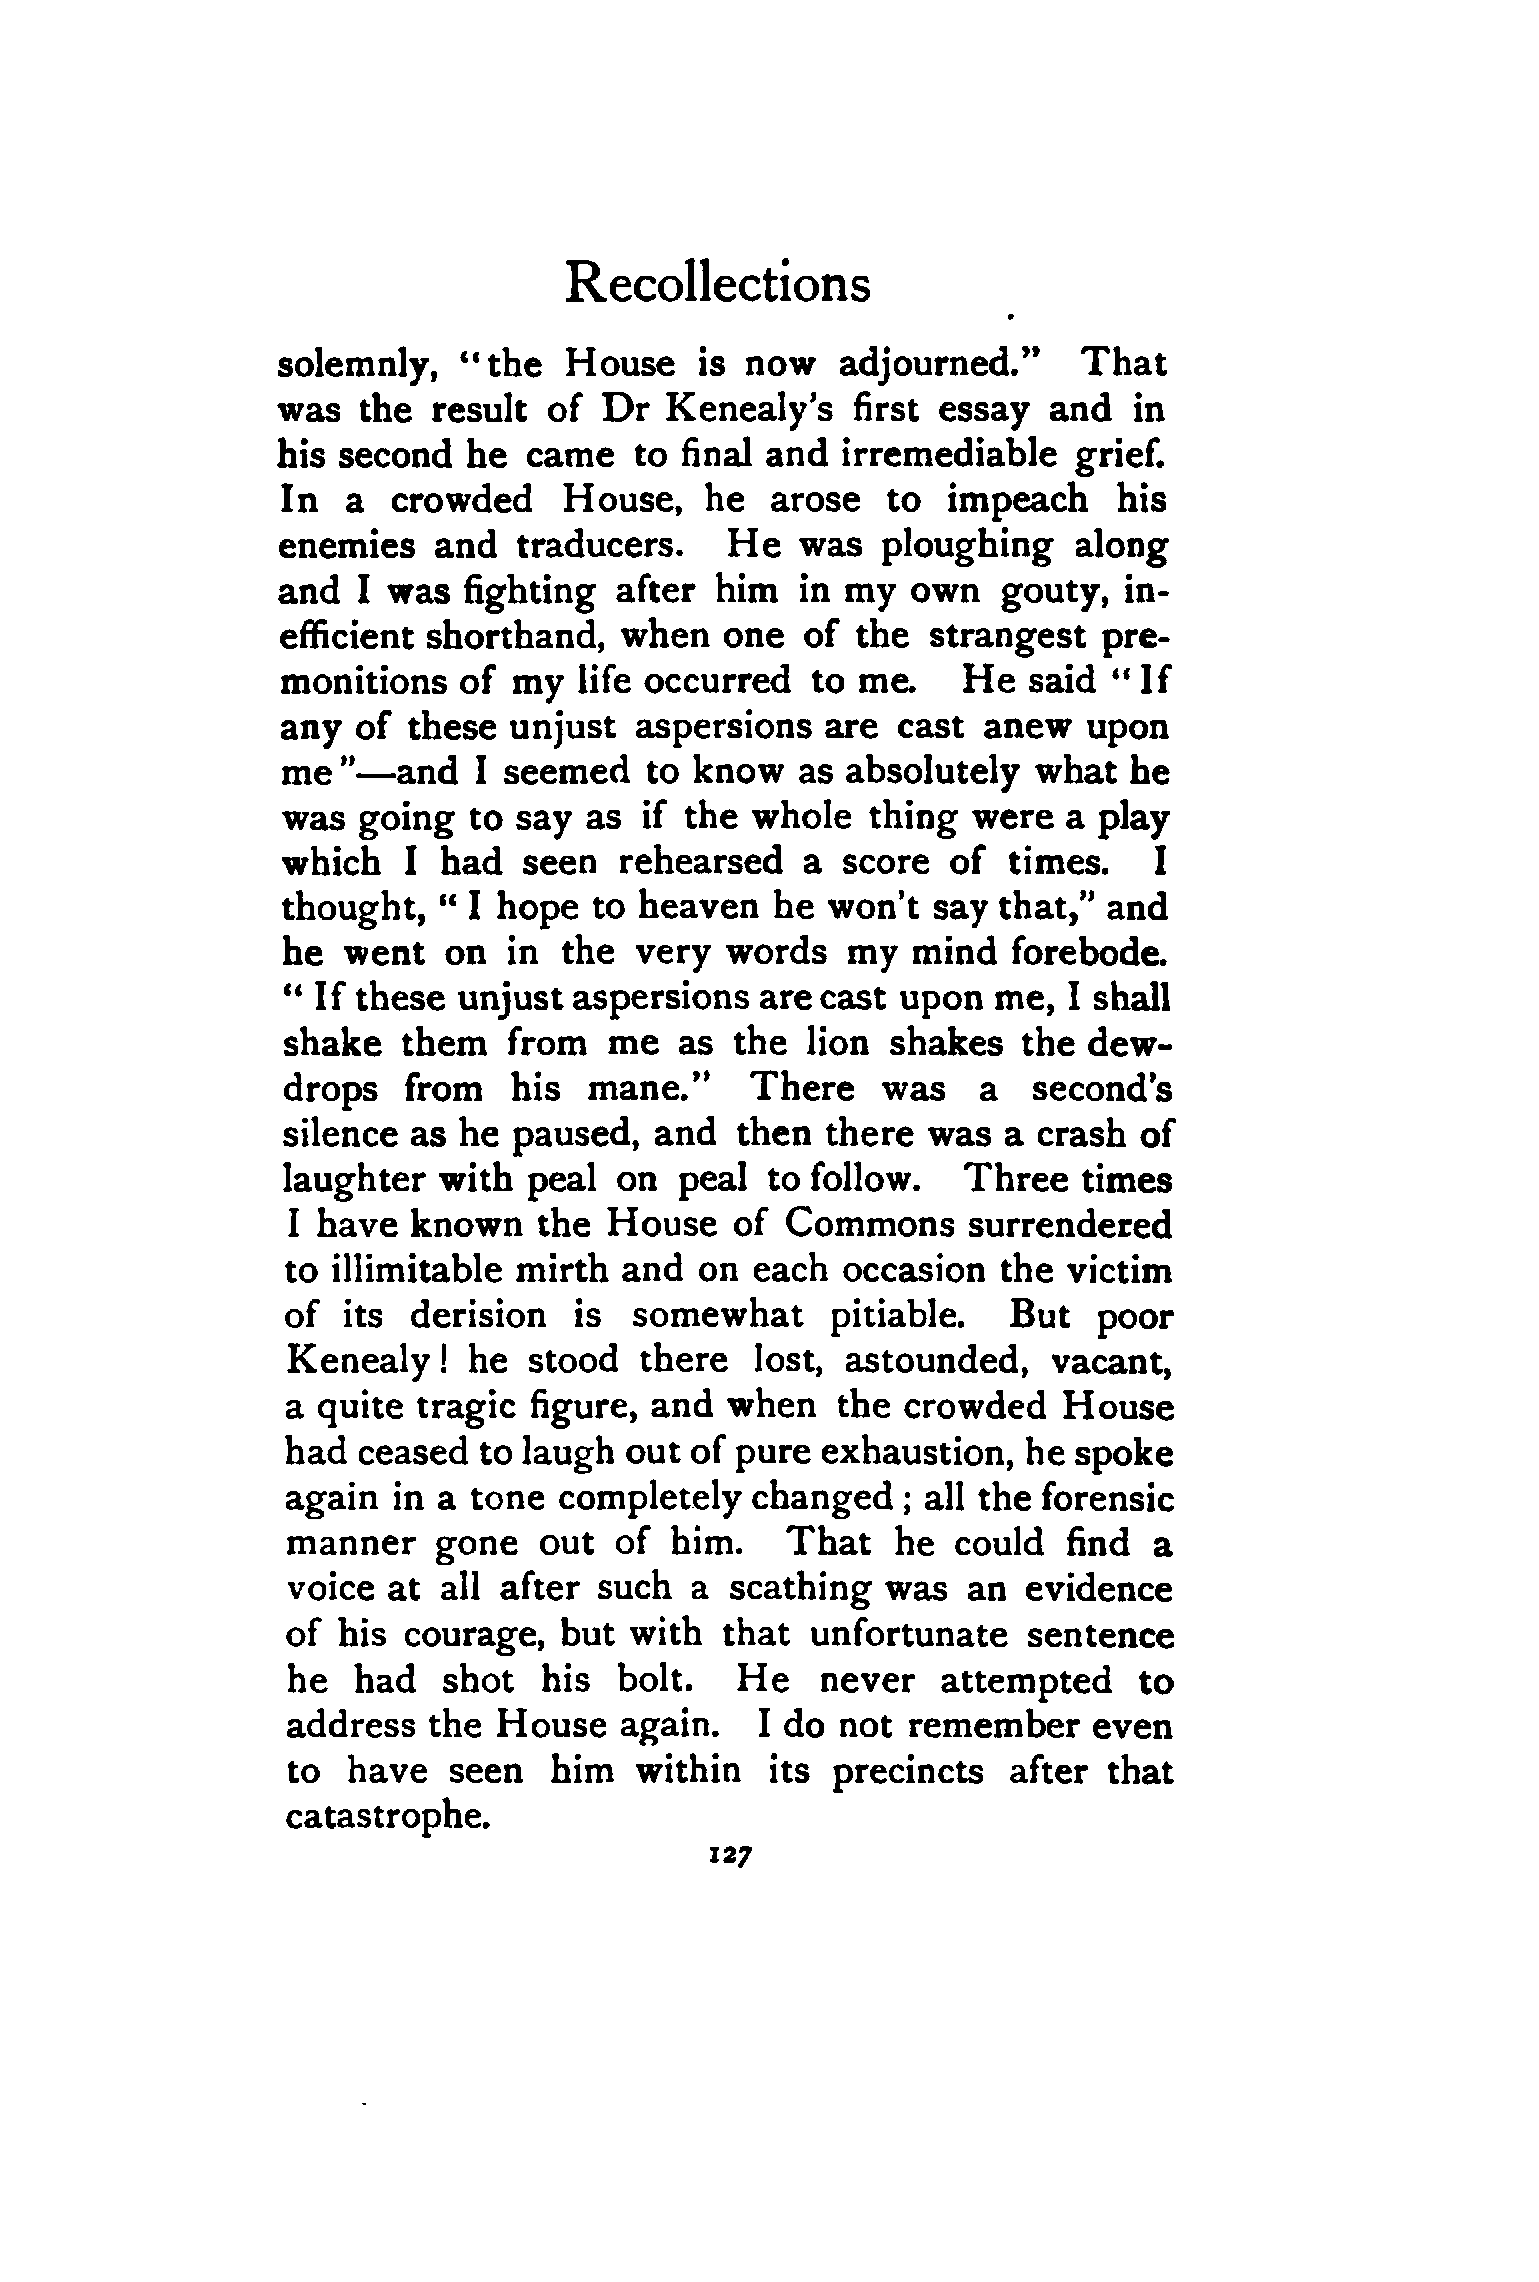 Recollections
solemnly, "the House is now adjourned." That
was the result of Dr Kenealy's first essay and in
his second he came to final and irremediable grief.
In a crowded House, he arose to impeach his
enemies and traducers. He was ploughing along
and I was fighting after him in my own gouty, in-
efficient shorthand, when one of the strangest pre-
monitions of my life occurred to me. He said "If
any of these unjust aspersions are cast anew upon
me"—and I seemed to know as absolutely what he
was going to say as if the whole thing were a play
which I had seen rehearsed a score of times. I
thought, "I hope to heaven he won't say that," and
he went on in the very words my mind forebode.
"If these unjust aspersions are cast upon me, I shall
shake them from me as the lion shakes the dew-
drops from his mane." There was a second's
silence as he paused, and then there was a crash of
laughter with peal on peal to follow. Three times
I have known the House of Commons surrendered
to illimitable mirth and on each occasion the victim
of its derision is somewhat pitiable. But poor
Kenealy! he stood there lost, astounded, vacant,
a quite tragic figure, and when the crowded House
had ceased to laugh out of pure exhaustion, he spoke
again in a tone completely changed; all the forensic
manner gone out of him. That he could find a
voice at all after such a scathing was an evidence
of his courage, but with that unfortunate sentence
he had shot his bolt. He never attempted to
address the House again. I do not remember even
to have seen him within its precincts after that
catastrophe.
127